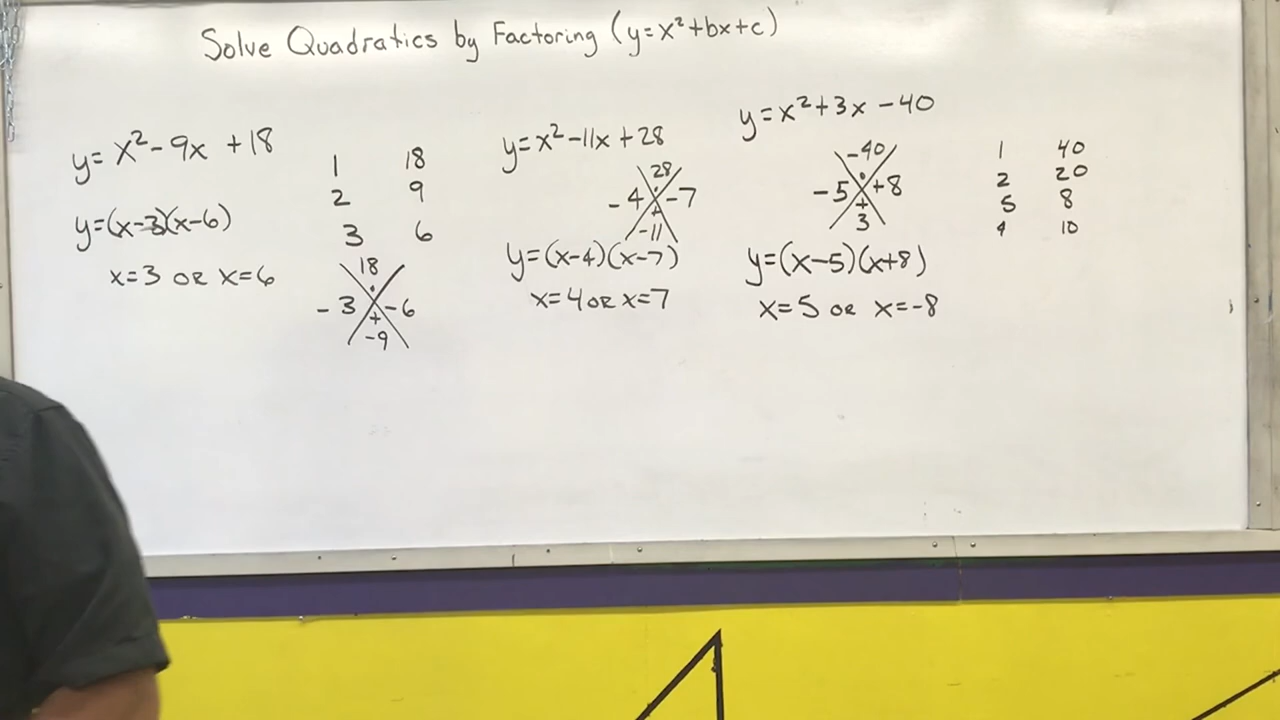 Solve Quadratics by Factoring (y=x²+bx+c)
y=x²-9x+18
1 18
2 9
3 6
y=(x-3)(x-6)
x=3 OR x=6
18
-3 · -6
+
-9
y=x²-11x+28
28
-4 · -7
+
-11
y=(x-4)(x-7)
x=4 OR x=7
y=x²+3x-40
-40
-5 · +8
+
3
1 40
2 20
5 8
4 10
y=(x-5)(x+8)
x=5 OR x=-8